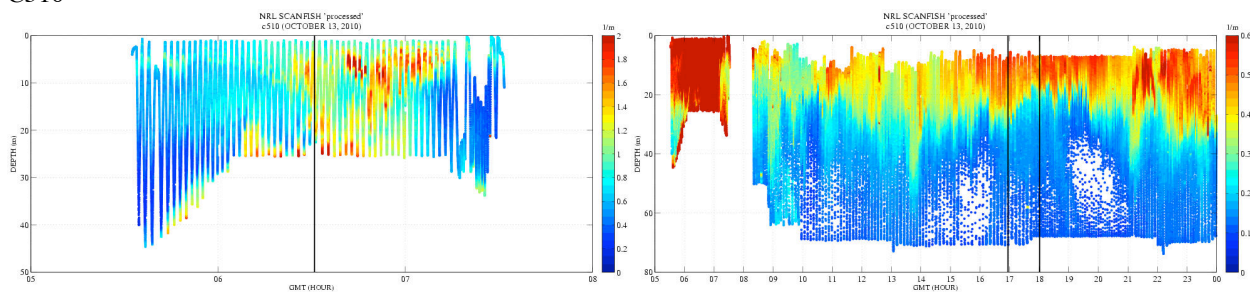 C510
NRL SCANFISH 'processed'
c510 (OCTOBER 13, 2010)
1/m
DEPTH (m)
0
10
20
30
40
50
05
06
07
08
GMT (HOUR)
2
1.8
1.6
1.4
1.2
1
0.8
0.6
0.4
0.2
0
NRL SCANFISH 'processed'
c510 (OCTOBER 13, 2010)
1/m
DEPTH (m)
0
20
40
60
80
05 06 07 08 09 10 11 12 13 14 15 16 17 18 19 20 21 22 23 00
GMT (HOUR)
0.6
0.5
0.4
0.3
0.2
0.1
0